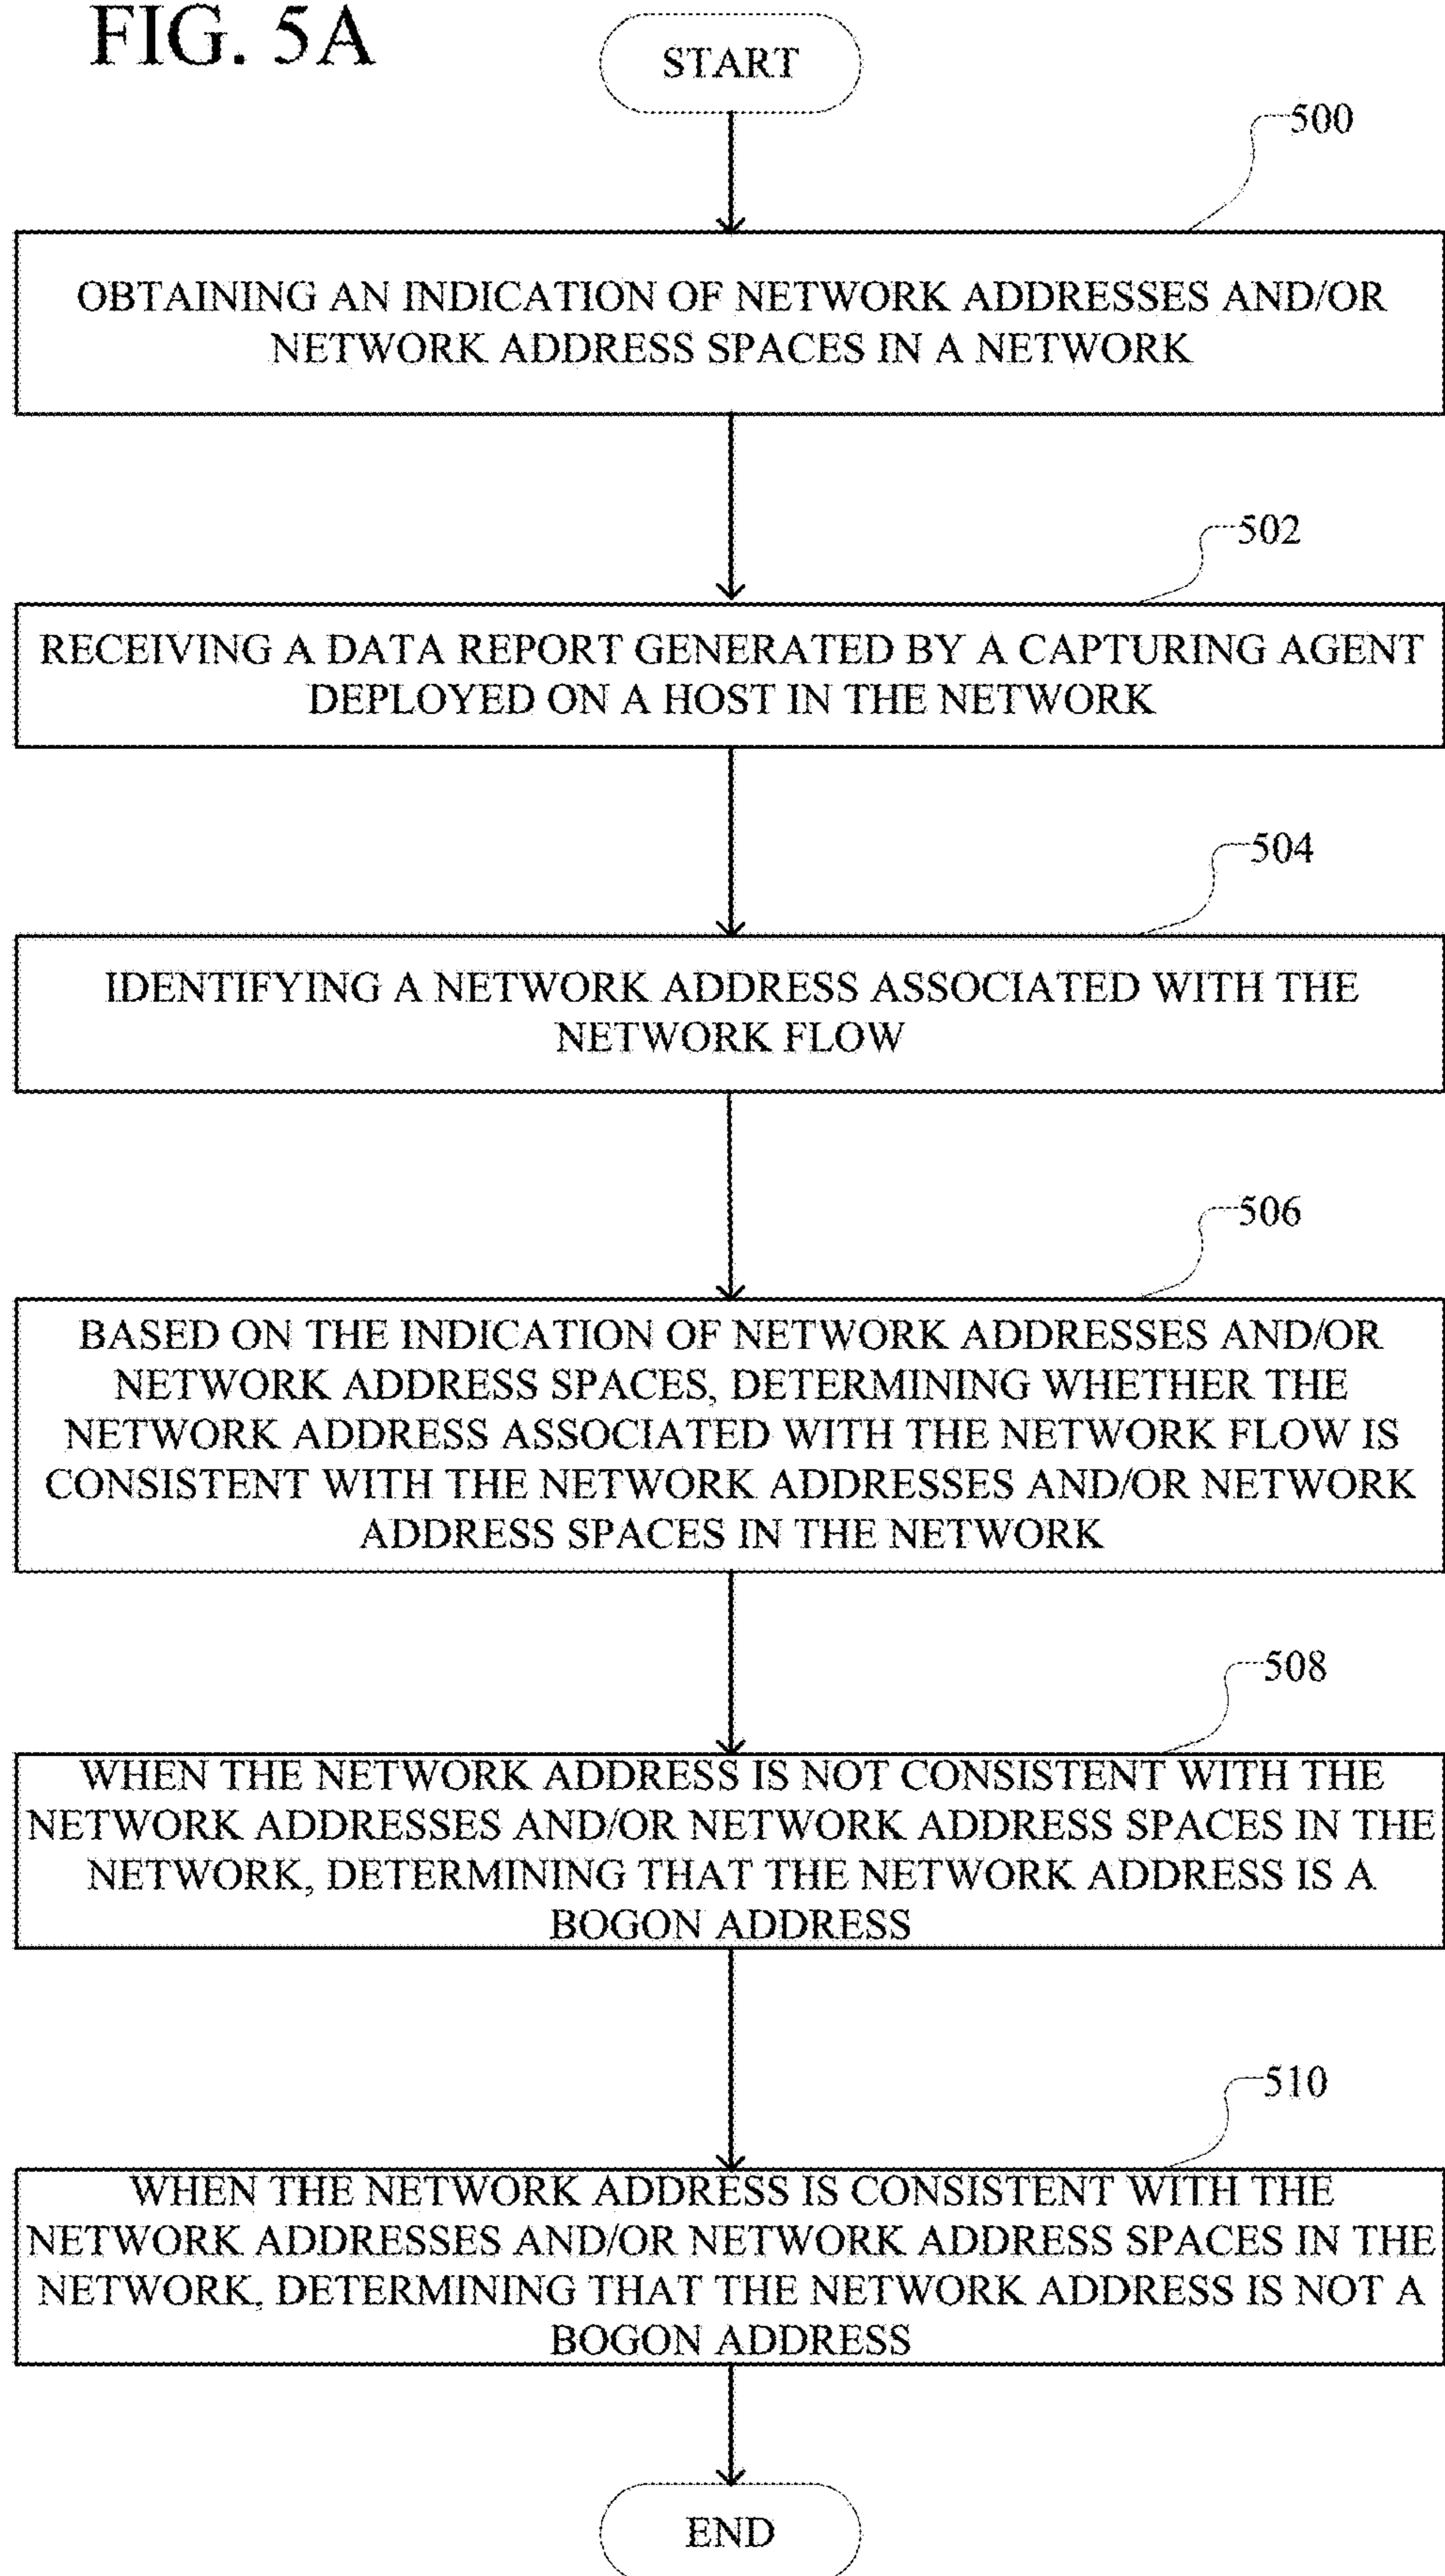 FIG. 5A
START
500
OBTAINING AN INDICATION OF NETWORK ADDRESSES AND/OR
NETWORK ADDRESS SPACES IN A NETWORK
502
RECEIVING A DATA REPORT GENERATED BY A CAPTURING AGENT
DEPLOYED ON A HOST IN THE NETWORK
504
IDENTIFYING A NETWORK ADDRESS ASSOCIATED WITH THE
NETWORK FLOW
506
BASED ON THE INDICATION OF NETWORK ADDRESSES AND/OR
NETWORK ADDRESS SPACES, DETERMINING WHETHER THE
NETWORK ADDRESS ASSOCIATED WITH THE NETWORK FLOW IS
CONSISTENT WITH THE NETWORK ADDRESSES AND/OR NETWORK
ADDRESS SPACES IN THE NETWORK
508
WHEN THE NETWORK ADDRESS IS NOT CONSISTENT WITH THE
NETWORK ADDRESSES AND/OR NETWORK ADDRESS SPACES IN THE
NETWORK, DETERMINING THAT THE NETWORK ADDRESS IS A
BOGON ADDRESS
510
WHEN THE NETWORK ADDRESS IS CONSISTENT WITH THE
NETWORK ADDRESSES AND/OR NETWORK ADDRESS SPACES IN THE
NETWORK, DETERMINING THAT THE NETWORK ADDRESS IS NOT A
BOGON ADDRESS
END